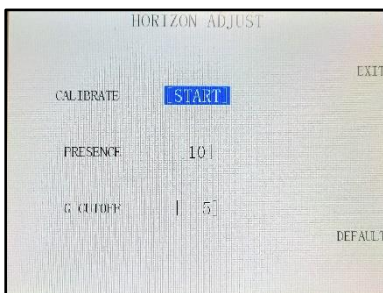 HORIZON ADJUST
EXIT
CALIBRATE [START]
PRESENCE 10]
G CUTOFF [ 5]
DEFAULT